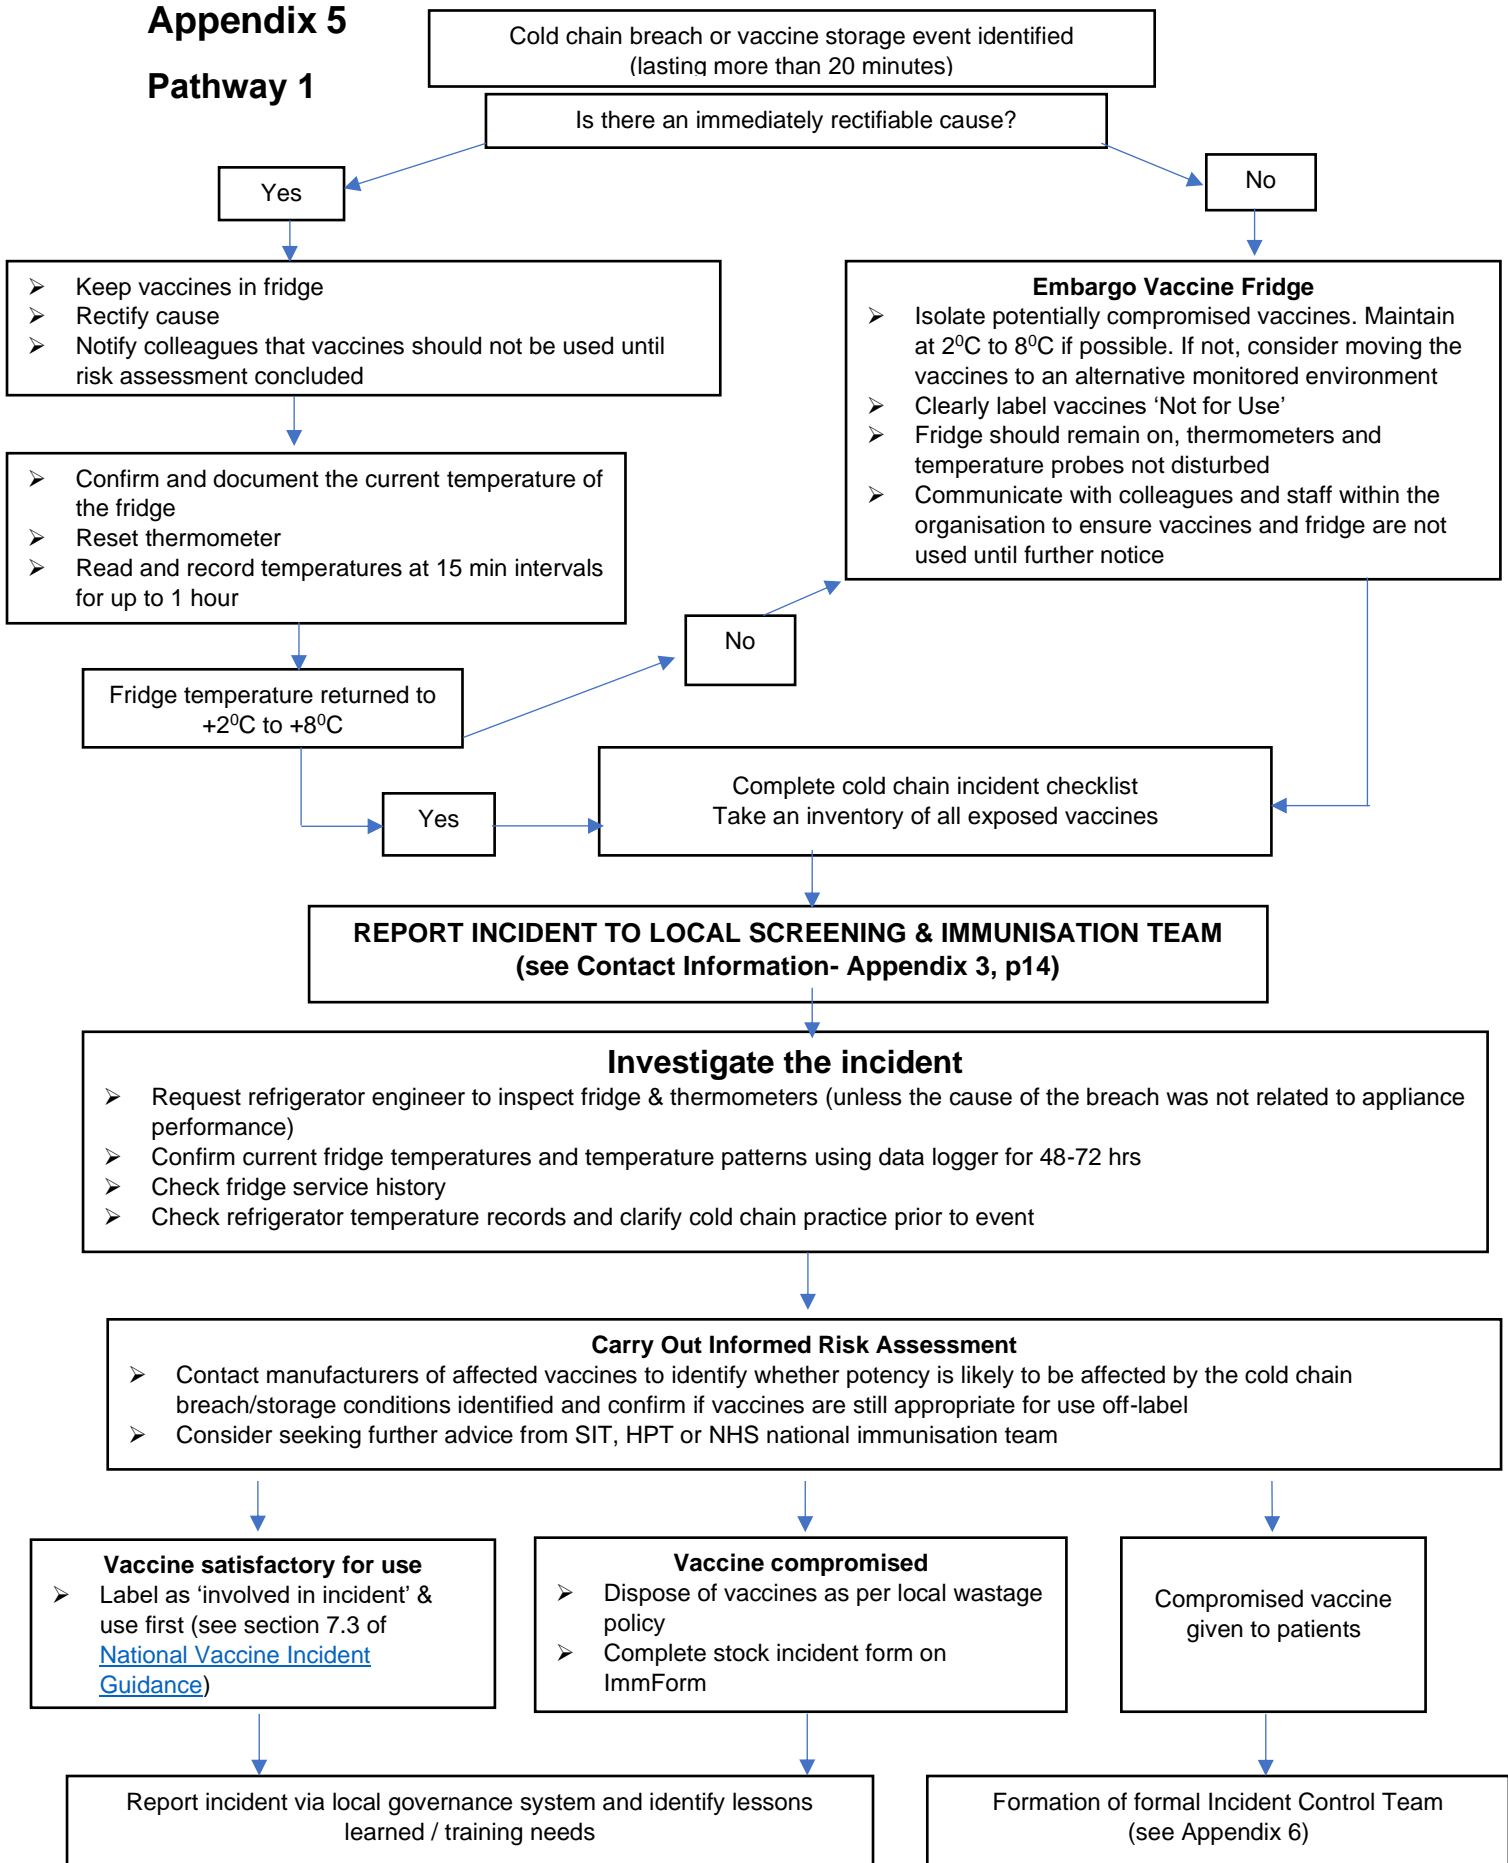 Appendix 5
Pathway 1
Cold chain breach or vaccine storage event identified
(lasting more than 20 minutes)
Is there an immediately rectifiable cause?
Yes
No
➢ Keep vaccines in fridge
➢ Rectify cause
➢ Notify colleagues that vaccines should not be used until
risk assessment concluded
Embargo Vaccine Fridge
➢ Isolate potentially compromised vaccines. Maintain
at 2⁰C to 8⁰C if possible. If not, consider moving the
vaccines to an alternative monitored environment
➢ Clearly label vaccines ‘Not for Use’
➢ Fridge should remain on, thermometers and
temperature probes not disturbed
➢ Communicate with colleagues and staff within the
organisation to ensure vaccines and fridge are not
used until further notice
➢ Confirm and document the current temperature of
the fridge
➢ Reset thermometer
➢ Read and record temperatures at 15 min intervals
for up to 1 hour
No
Fridge temperature returned to
+2⁰C to +8⁰C
Yes
Complete cold chain incident checklist
Take an inventory of all exposed vaccines
REPORT INCIDENT TO LOCAL SCREENING & IMMUNISATION TEAM
(see Contact Information- Appendix 3, p14)
Investigate the incident
➢ Request refrigerator engineer to inspect fridge & thermometers (unless the cause of the breach was not related to appliance
performance)
➢ Confirm current fridge temperatures and temperature patterns using data logger for 48-72 hrs
➢ Check fridge service history
➢ Check refrigerator temperature records and clarify cold chain practice prior to event
Carry Out Informed Risk Assessment
➢ Contact manufacturers of affected vaccines to identify whether potency is likely to be affected by the cold chain
breach/storage conditions identified and confirm if vaccines are still appropriate for use off-label
➢ Consider seeking further advice from SIT, HPT or NHS national immunisation team
Vaccine satisfactory for use
➢ Label as ‘involved in incident’ &
use first (see section 7.3 of
National Vaccine Incident
Guidance)
Vaccine compromised
➢ Dispose of vaccines as per local wastage
policy
➢ Complete stock incident form on
ImmForm
Compromised vaccine
given to patients
Report incident via local governance system and identify lessons
learned / training needs
Formation of formal Incident Control Team
(see Appendix 6)